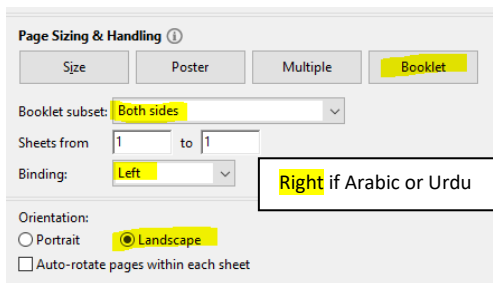 Page Sizing & Handling
Size Poster Multiple Booklet
Booklet subset: Both sides
Sheets from 1 to 1
Binding: Left
Right if Arabic or Urdu
Orientation:
Portrait Landscape
Auto-rotate pages within each sheet